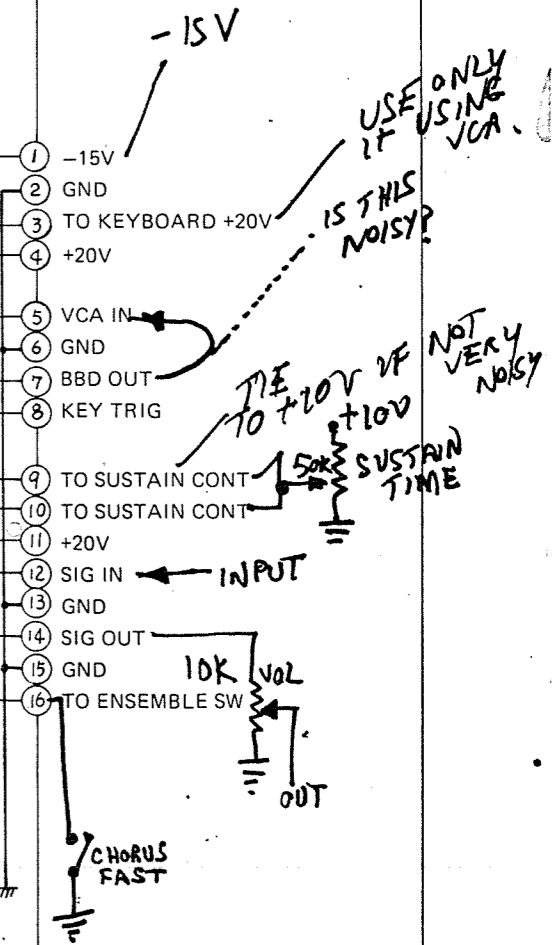 -15V
USE ONLY
IF USING
VCA.
1 -15V
2 GND
3 TO KEYBOARD +20V
4 +20V
IS THIS
NOISY?
5 VCA IN
6 GND
7 BBD OUT
8 KEY TRIG
TIE
TO +10V IF NOT
VERY
NOISY
+10V
9 TO SUSTAIN CONT
10 TO SUSTAIN CONT
50K
SUSTAIN
TIME
11 +20V
12 SIG IN
INPUT
13 GND
14 SIG OUT
15 GND
10K VOL
16 TO ENSEMBLE SW
OUT
CHORUS
FAST